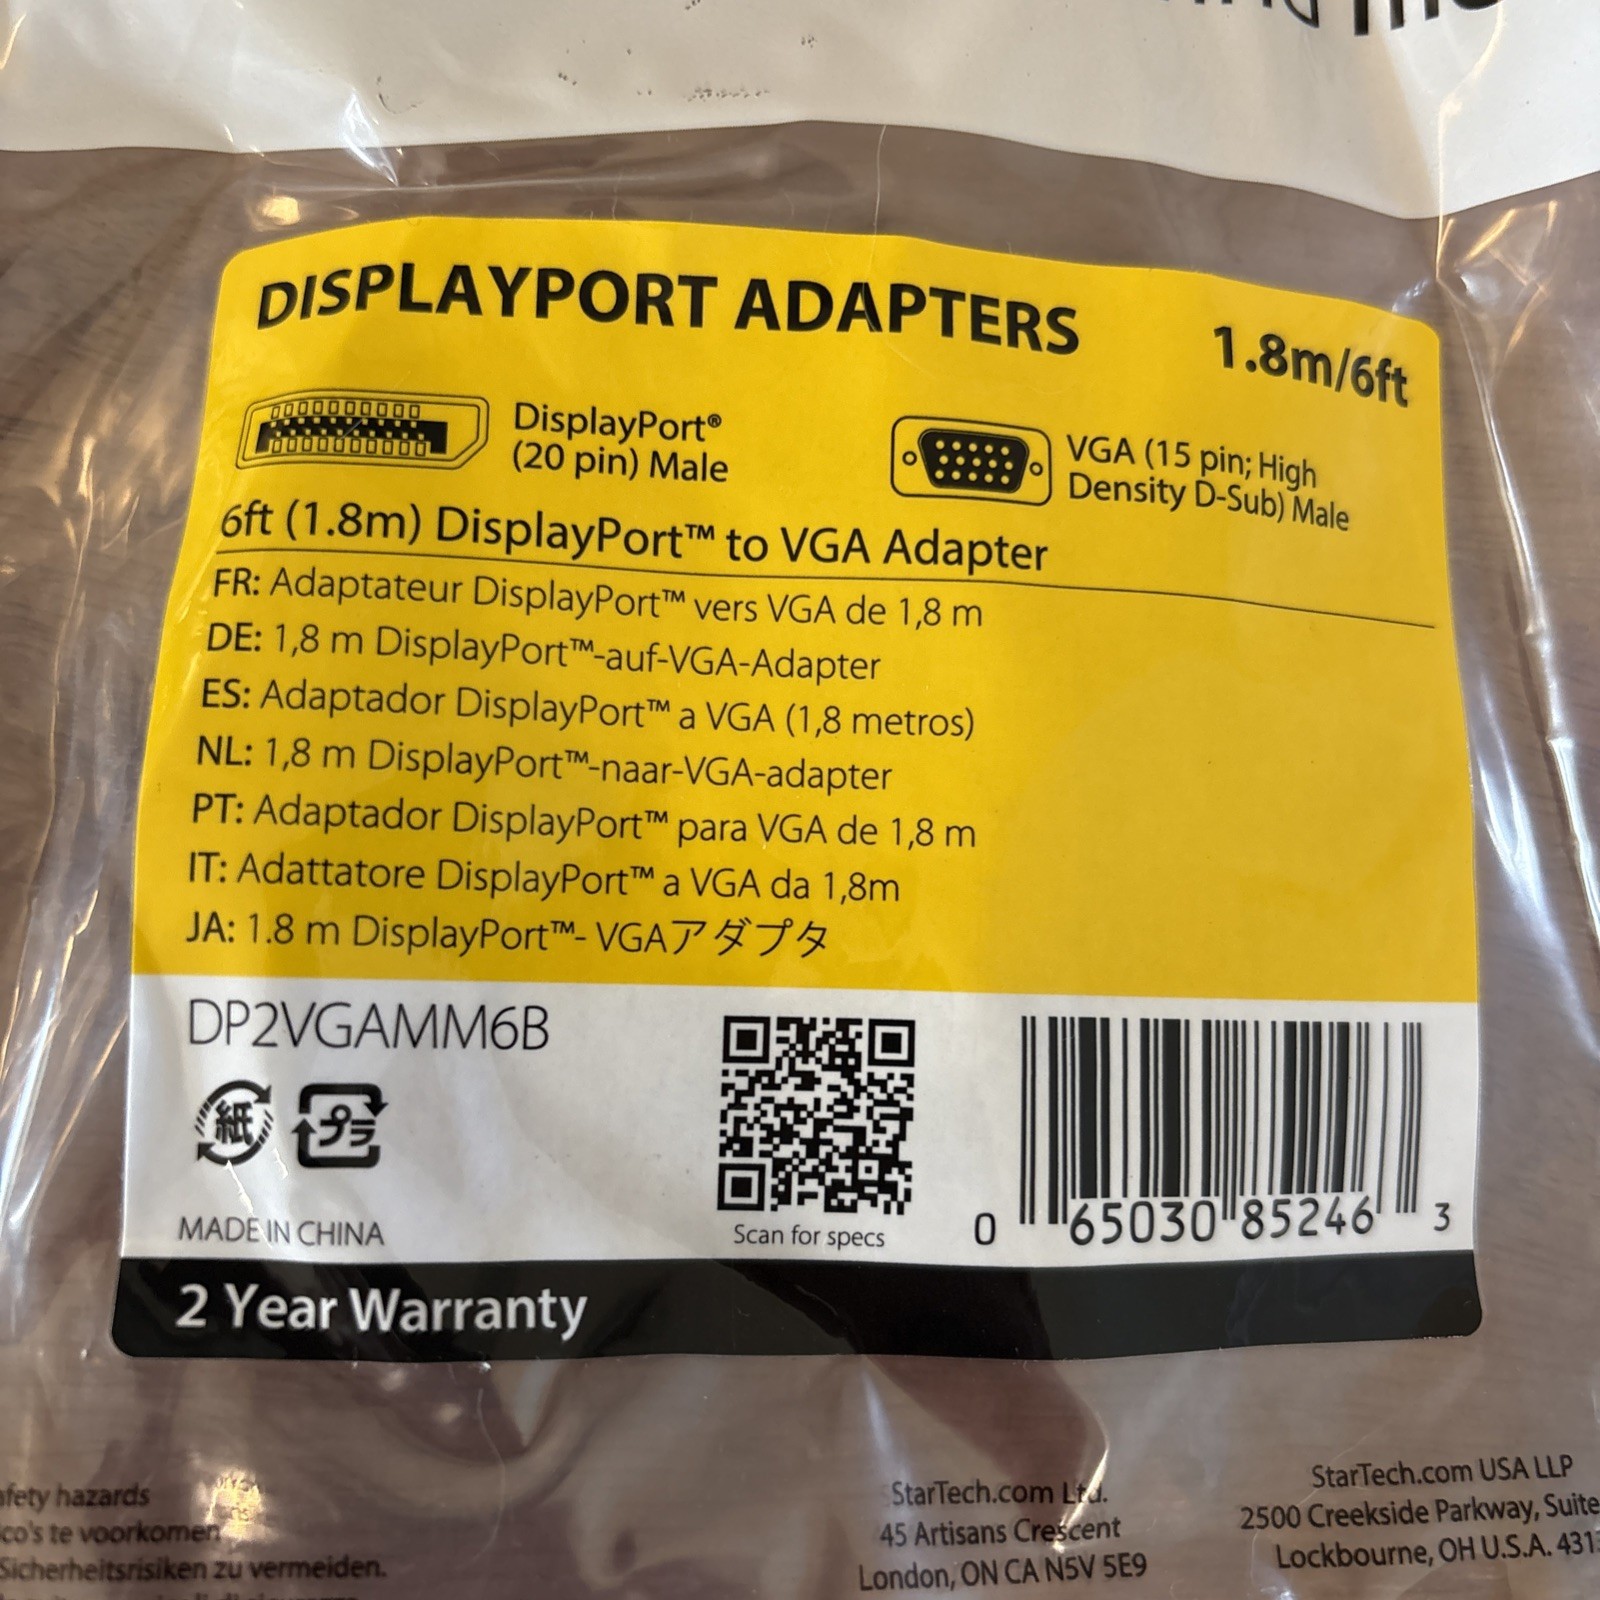 DISPLAYPORT ADAPTERS
1.8m/6ft
DisplayPort®
(20 pin) Male
VGA (15 pin; High
Density D-Sub) Male
6ft (1.8m) DisplayPort™ to VGA Adapter
FR: Adaptateur DisplayPort™ vers VGA de 1,8 m
DE: 1,8 m DisplayPort™-auf-VGA-Adapter
ES: Adaptador DisplayPort™ a VGA (1,8 metros)
NL: 1,8 m DisplayPort™-naar-VGA-adapter
PT: Adaptador DisplayPort™ para VGA de 1,8 m
IT: Adattatore DisplayPort™ a VGA da 1,8m
JA: 1.8 m DisplayPort™- VGAアダプタ
DP2VGAMM6B
紙 プラ
MADE IN CHINA
Scan for specs
0 65030 85246 3
2 Year Warranty
afety hazards
co's te voorkomen
Sicherheitsrisiken zu vermeiden.
StarTech.com Ltd.
45 Artisans Crescent
London, ON CA N5V 5E9
StarTech.com USA LLP
2500 Creekside Parkway, Suite
Lockbourne, OH U.S.A. 431